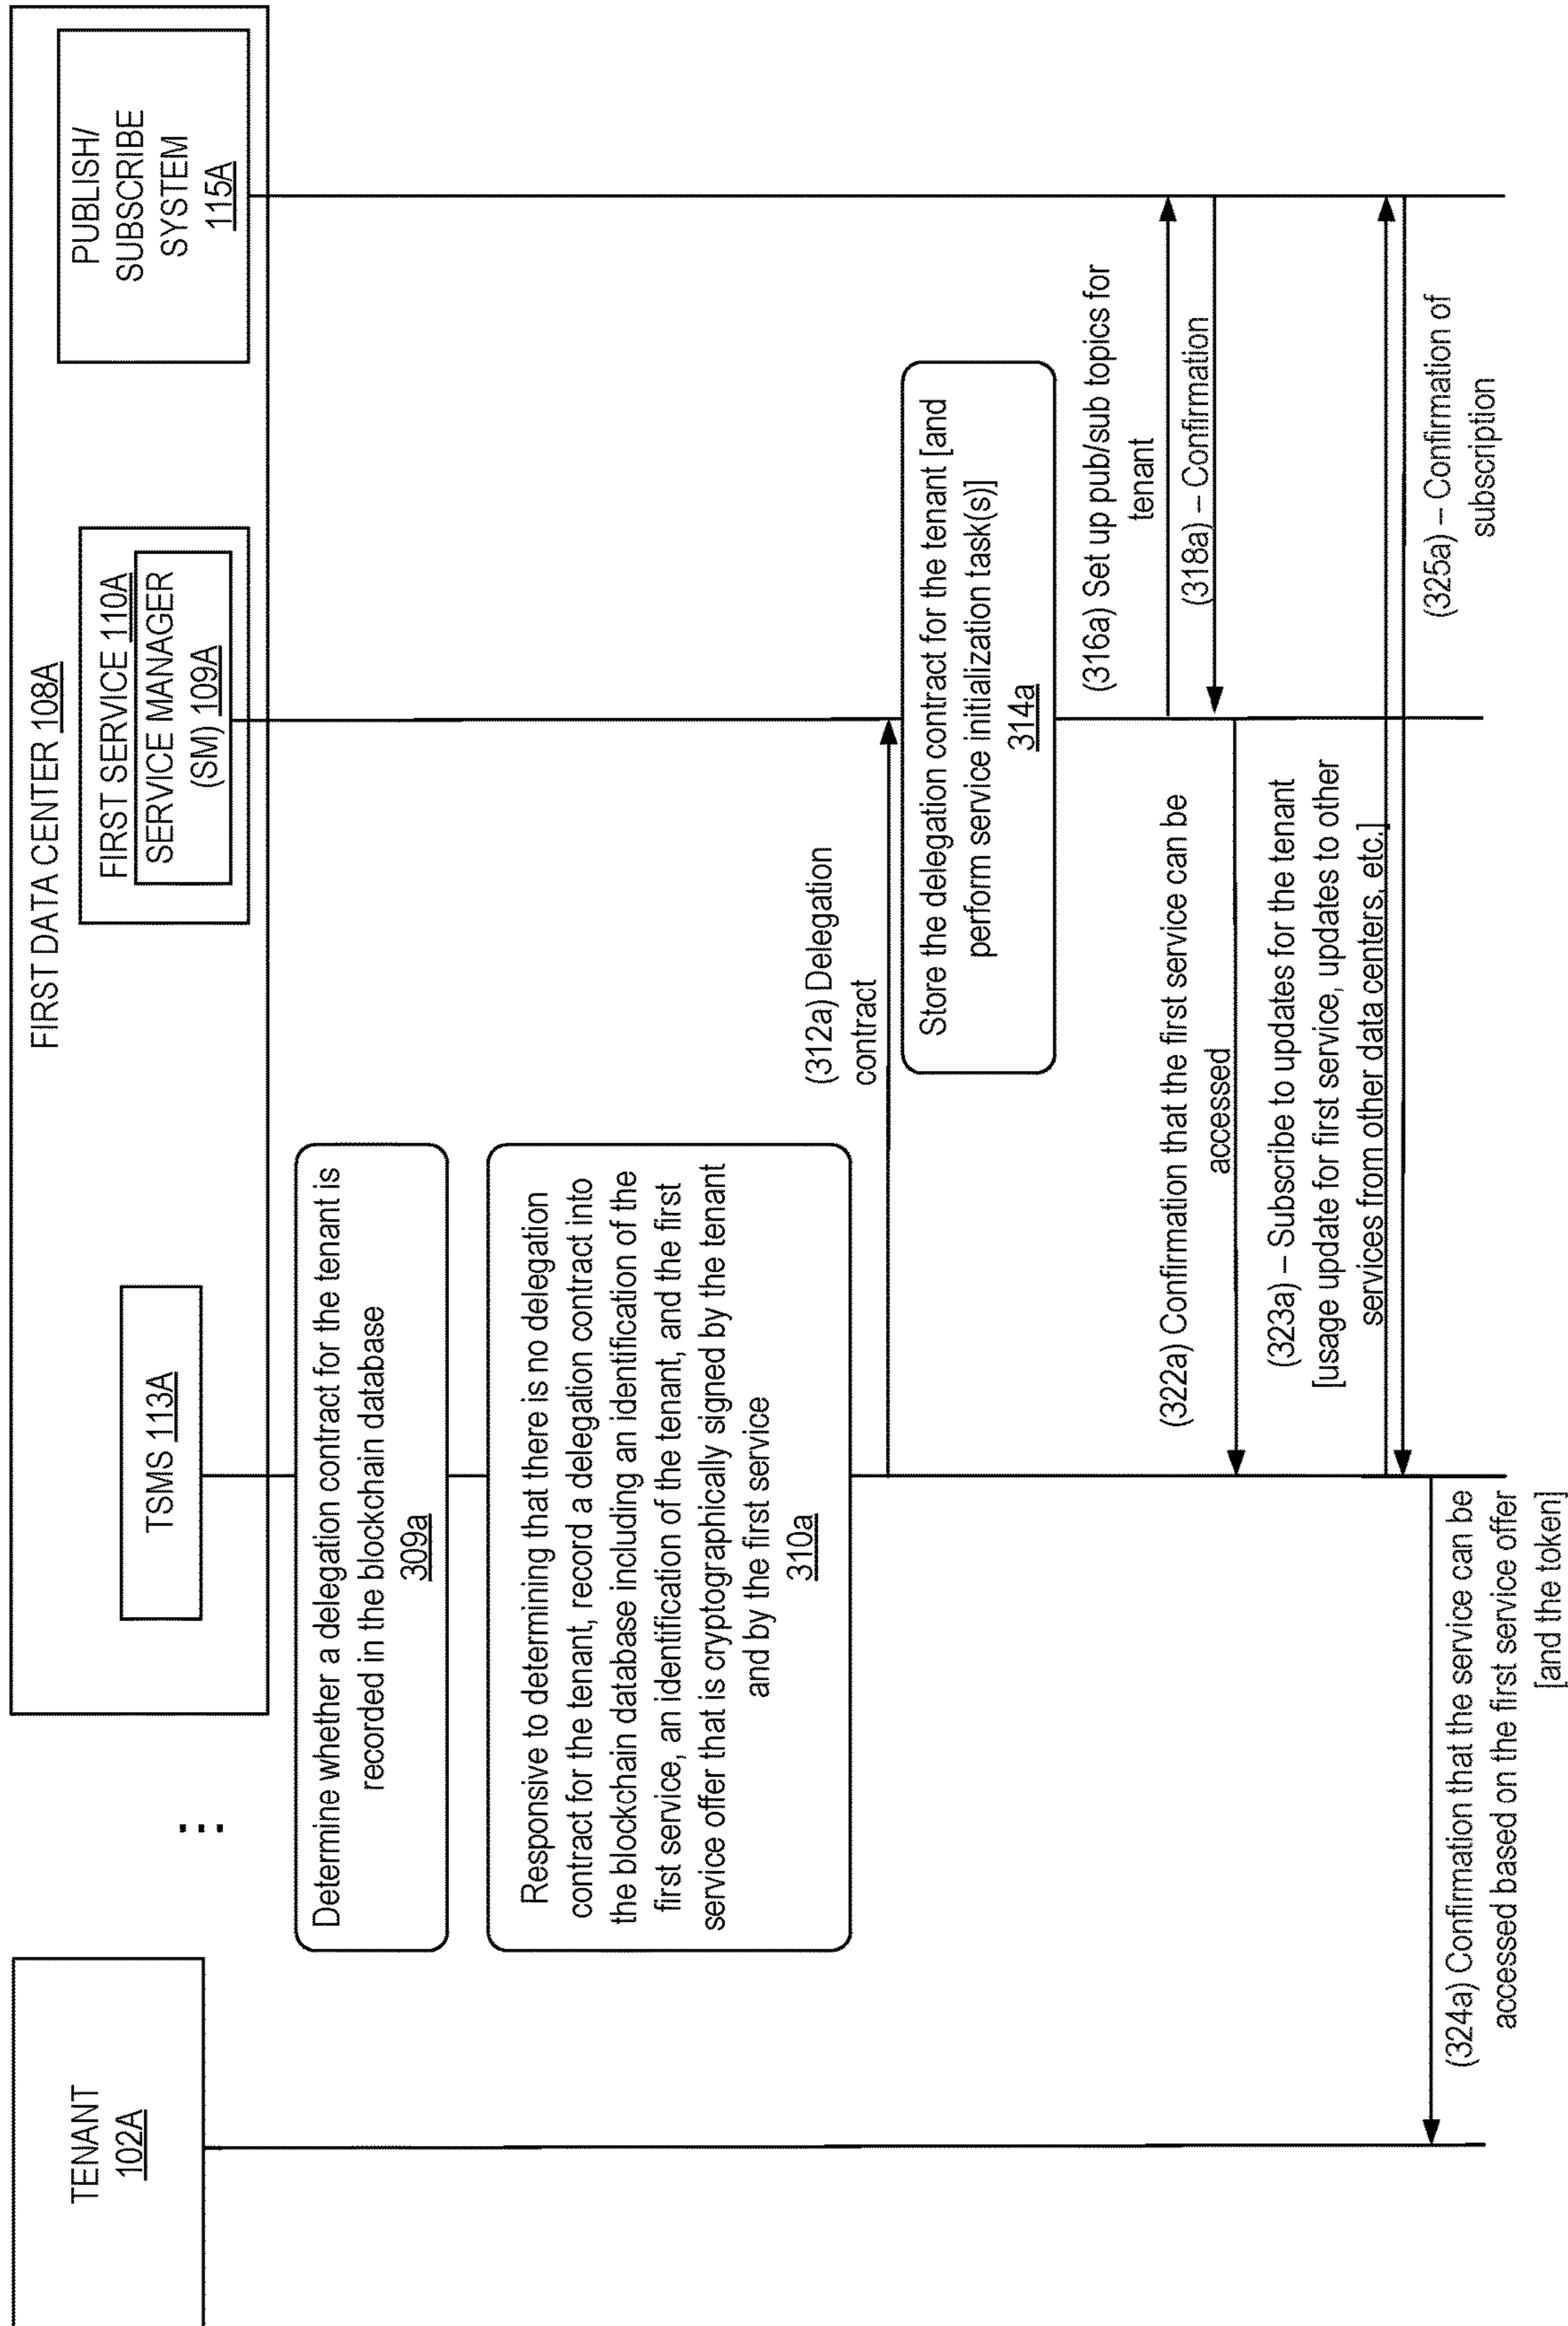 FIRST DATA CENTER 108A
TENANT
102A
...
TSMS 113A
FIRST SERVICE 110A
SERVICE MANAGER
(SM) 109A
PUBLISH/
SUBSCRIBE
SYSTEM
115A
Determine whether a delegation contract for the tenant is
recorded in the blockchain database
309a
Responsive to determining that there is no delegation
contract for the tenant, record a delegation contract into
the blockchain database including an identification of the
first service, an identification of the tenant, and the first
service offer that is cryptographically signed by the tenant
and by the first service
310a
(312a) Delegation
contract
Store the delegation contract for the tenant [and
perform service initialization task(s)]
314a
(316a) Set up pub/sub topics for
tenant
(318a) – Confirmation
(322a) Confirmation that the first service can be
accessed
(323a) – Subscribe to updates for the tenant
[usage update for first service, updates to other
services from other data centers, etc.]
(325a) – Confirmation of
subscription
(324a) Confirmation that the service can be
accessed based on the first service offer
[and the token]